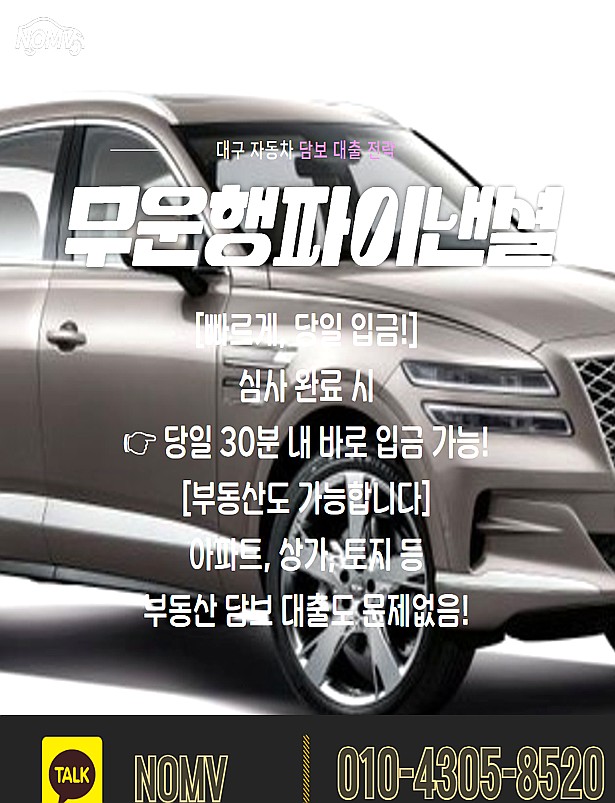 NOMV
대구 자동차 담보 대출 전략
무운행파이낸셜
[빠르게, 당일 입금!]
심사 완료 시
👉 당일 30분 내 바로 입금 가능!
[부동산도 가능합니다]
아파트, 상가, 토지 등
부동산 담보 대출도 문제없음!
TALK NOMV 010-4305-8520